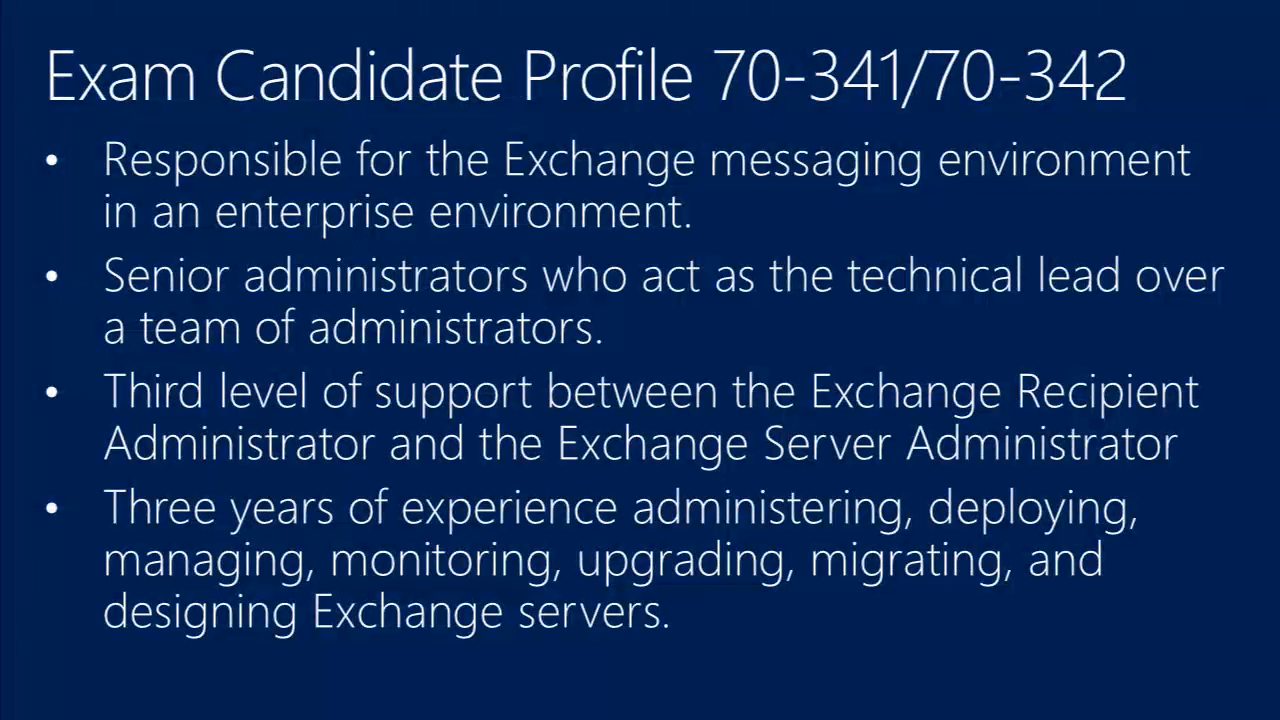 Exam Candidate Profile 70-341/70-342
• Responsible for the Exchange messaging environment
in an enterprise environment.
• Senior administrators who act as the technical lead over
a team of administrators.
• Third level of support between the Exchange Recipient
Administrator and the Exchange Server Administrator
• Three years of experience administering, deploying,
managing, monitoring, upgrading, migrating, and
designing Exchange servers.